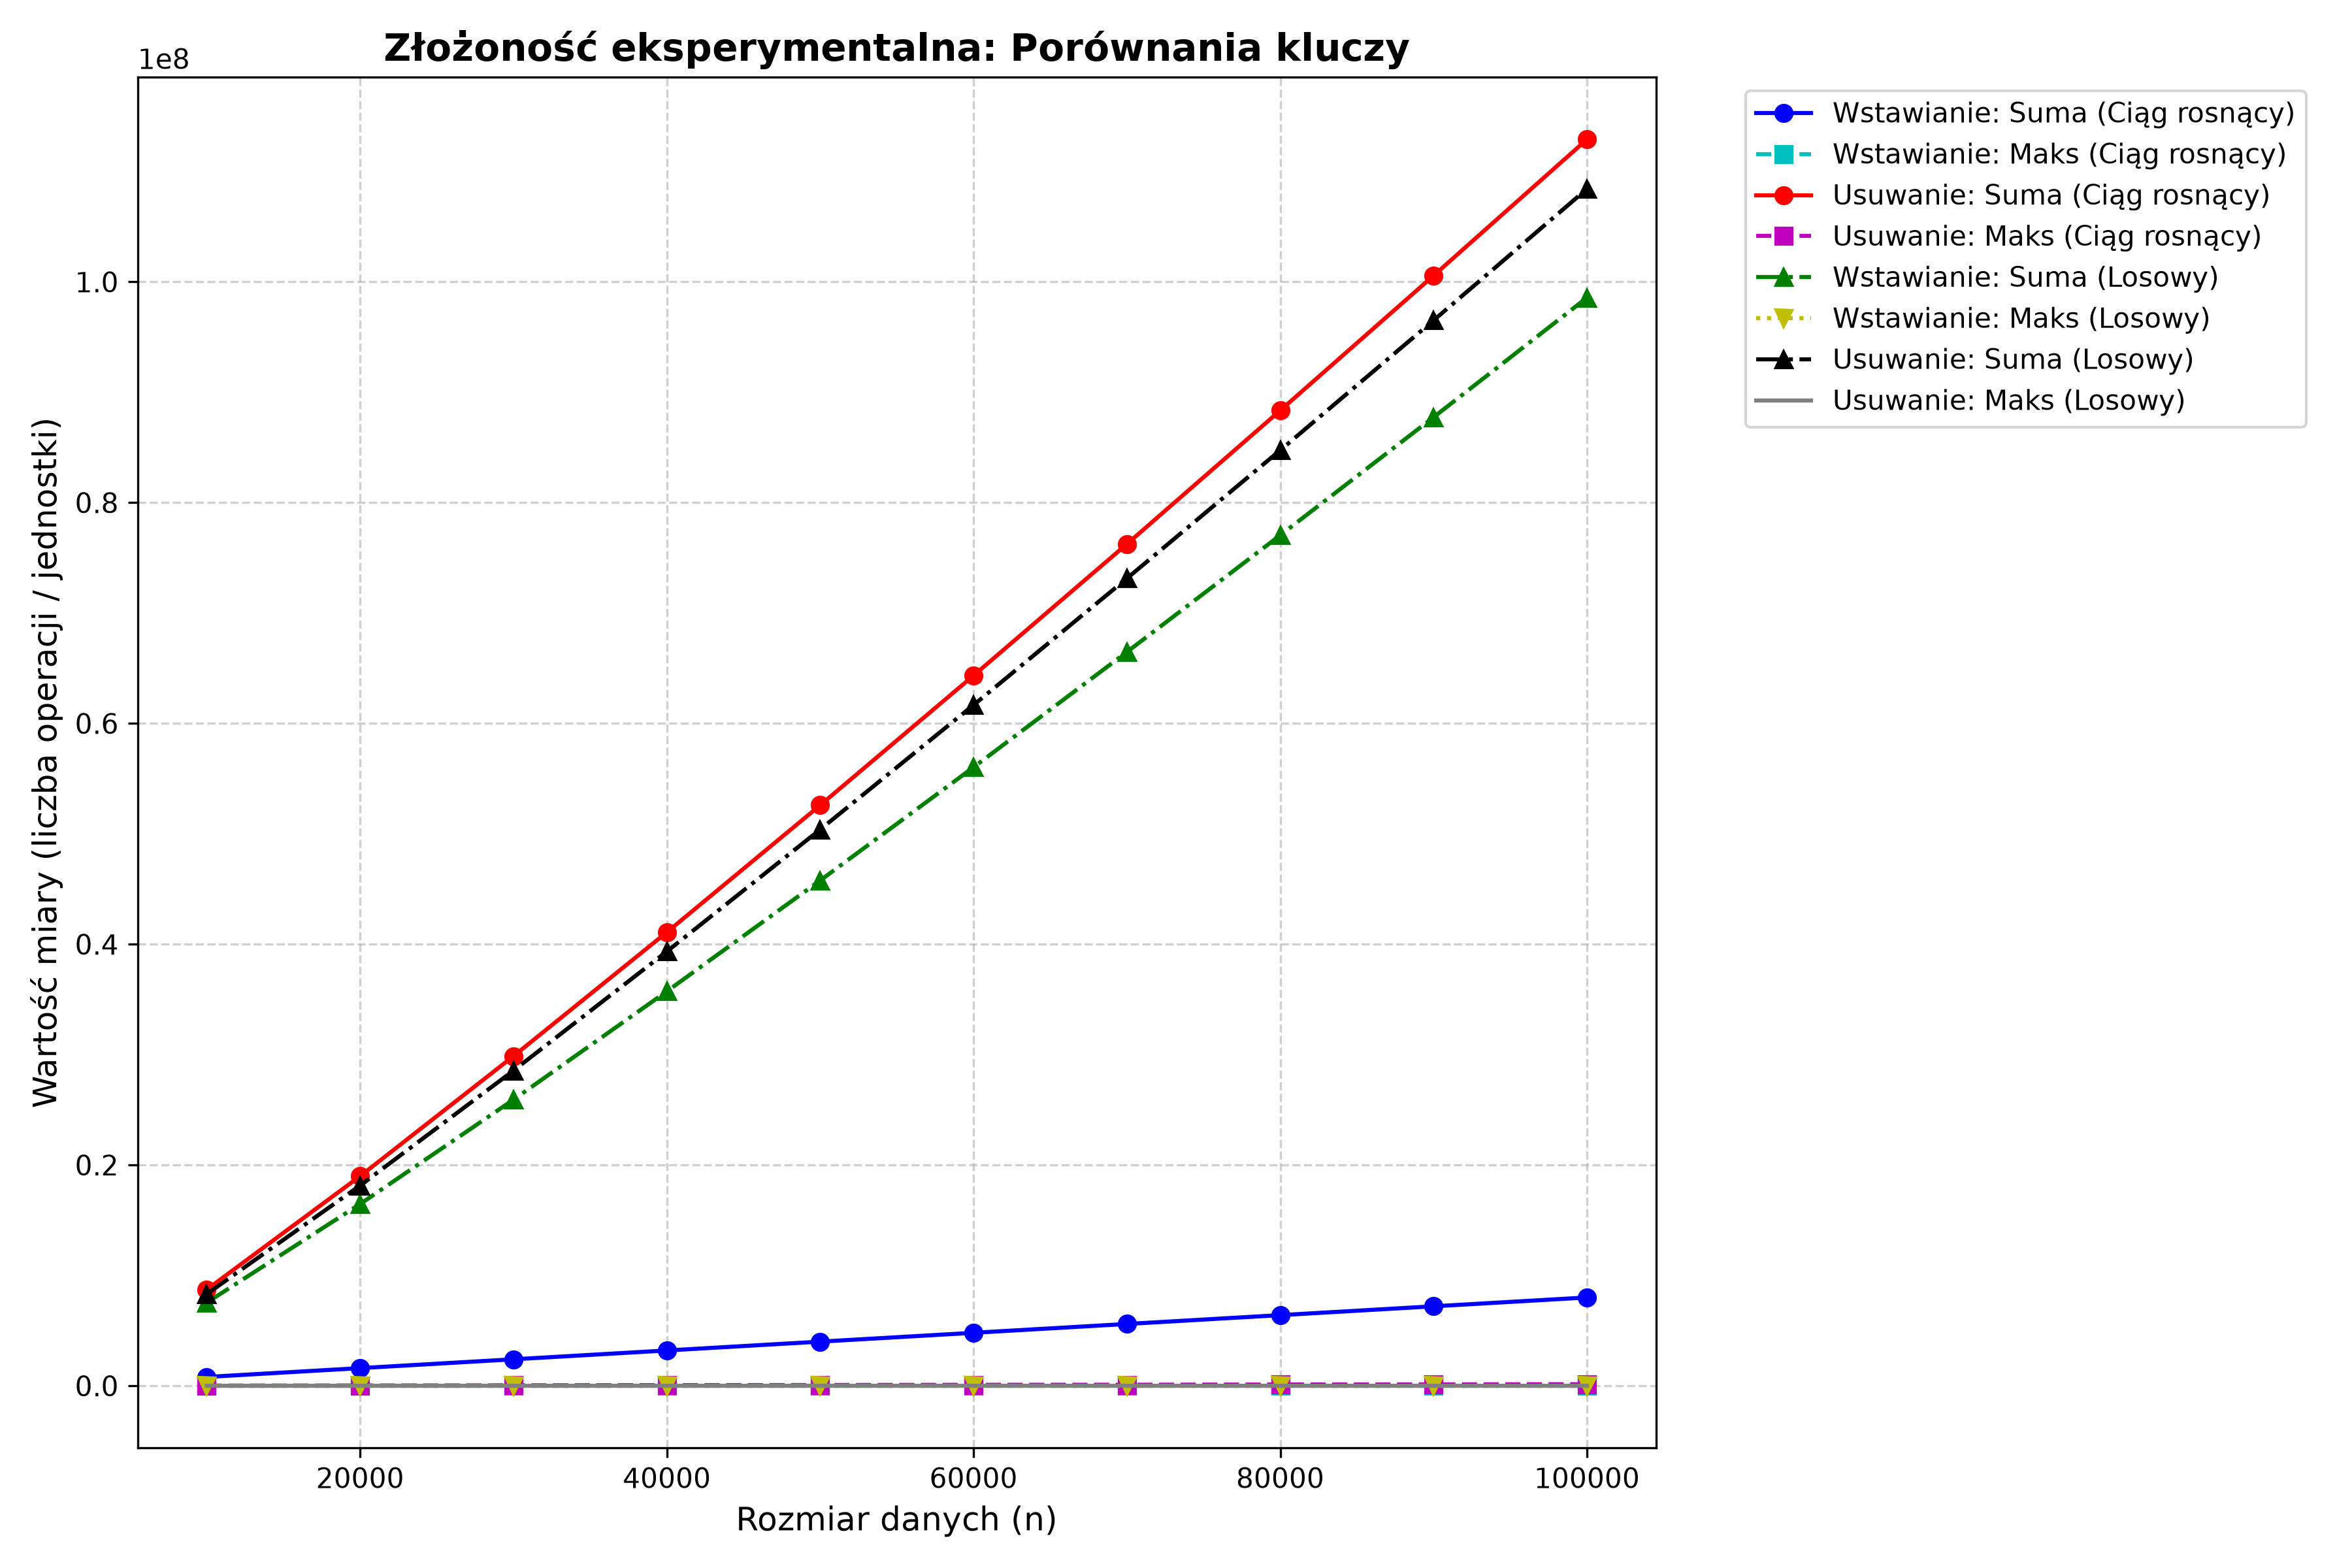 Złożoność eksperymentalna: Porównania kluczy
1e8
1.0
0.8
0.6
0.4
0.2
0.0
Wartość miary (liczba operacji / jednostki)
20000
40000
60000
80000
100000
Rozmiar danych (n)
Wstawianie: Suma (Ciąg rosnący)
Wstawianie: Maks (Ciąg rosnący)
Usuwanie: Suma (Ciąg rosnący)
Usuwanie: Maks (Ciąg rosnący)
Wstawianie: Suma (Losowy)
Wstawianie: Maks (Losowy)
Usuwanie: Suma (Losowy)
Usuwanie: Maks (Losowy)